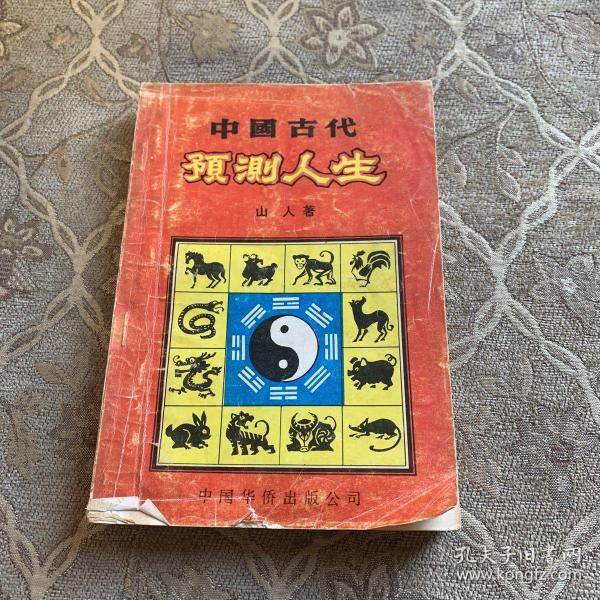 中國古代
預測人生
山人著
中国华侨出版公司
孔夫子旧书网
www.kongfz.com